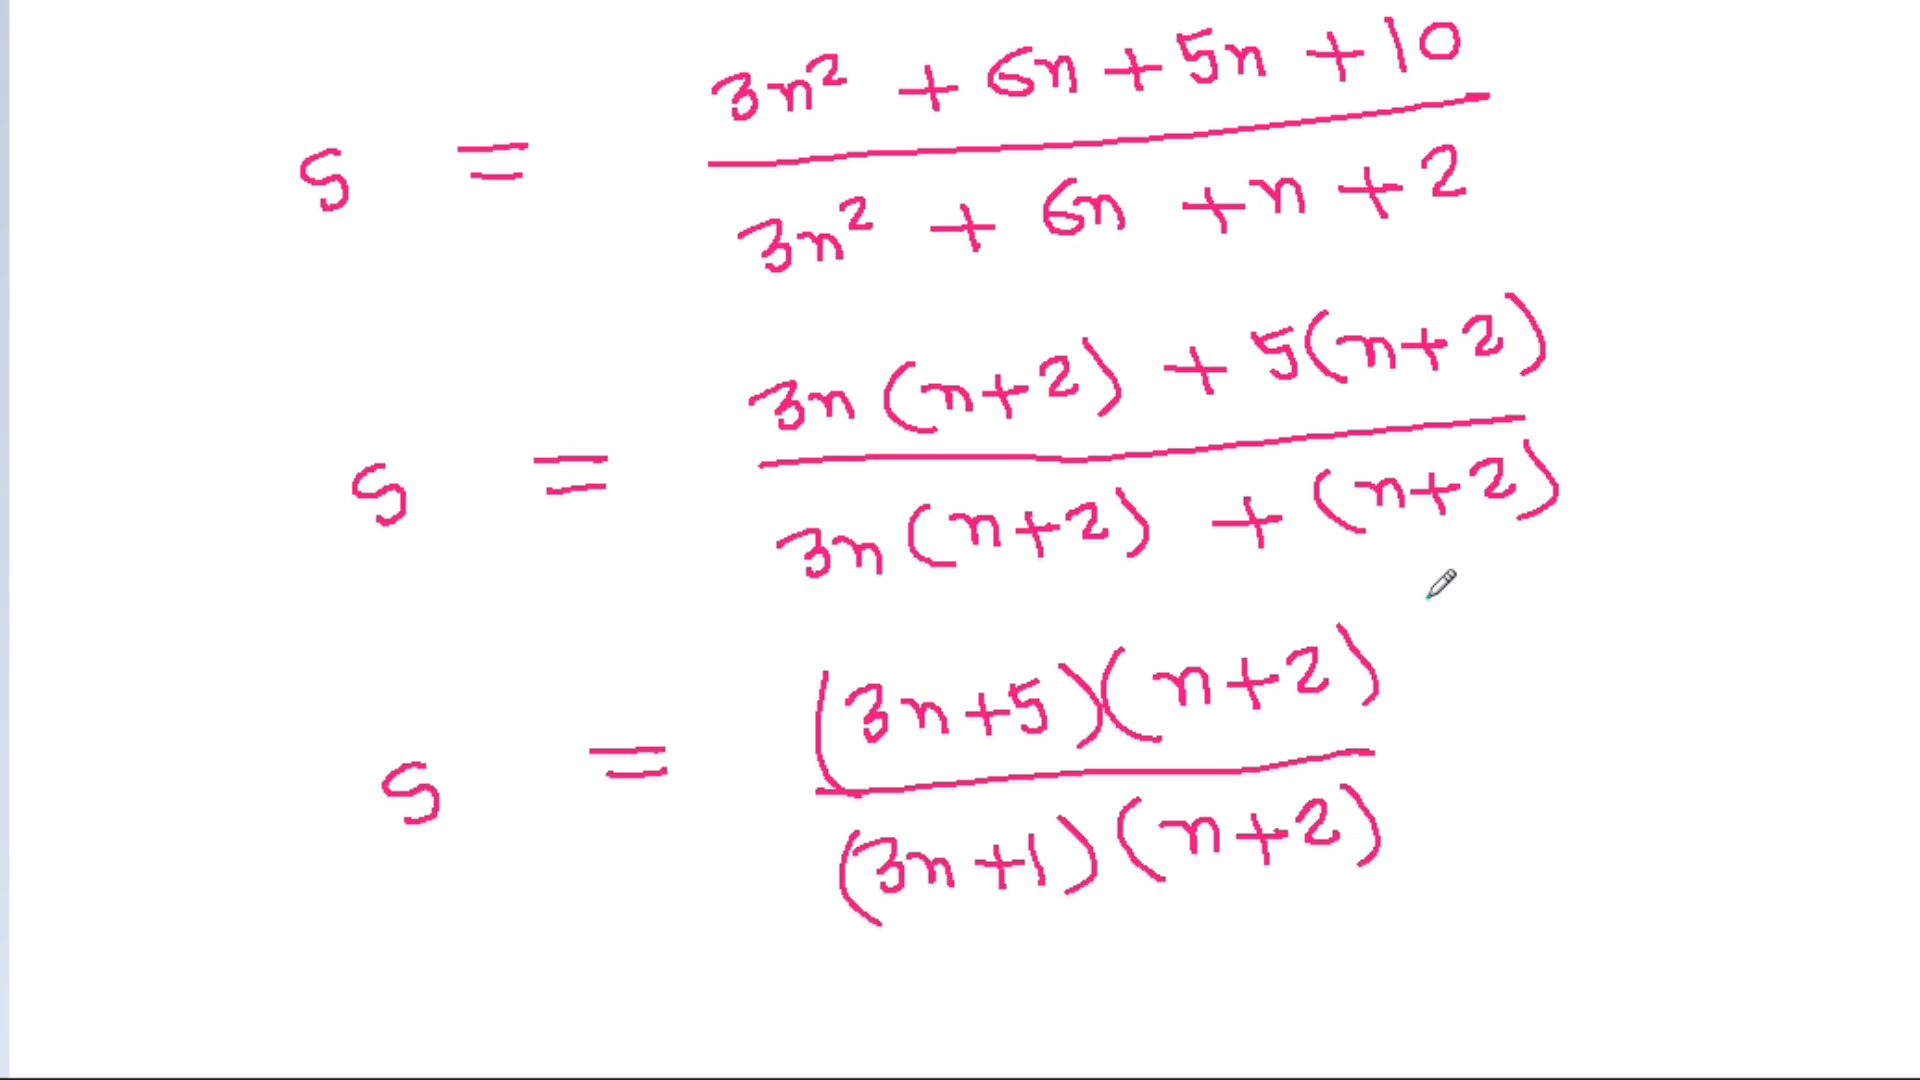 3n² + 6n + 5n + 10
S =
3n² + 6n + n + 2
3n (n+2) + 5(n+2)
S =
3n (n+2) + (n+2)
(3n+5)(n+2)
S =
(3n+1)(n+2)